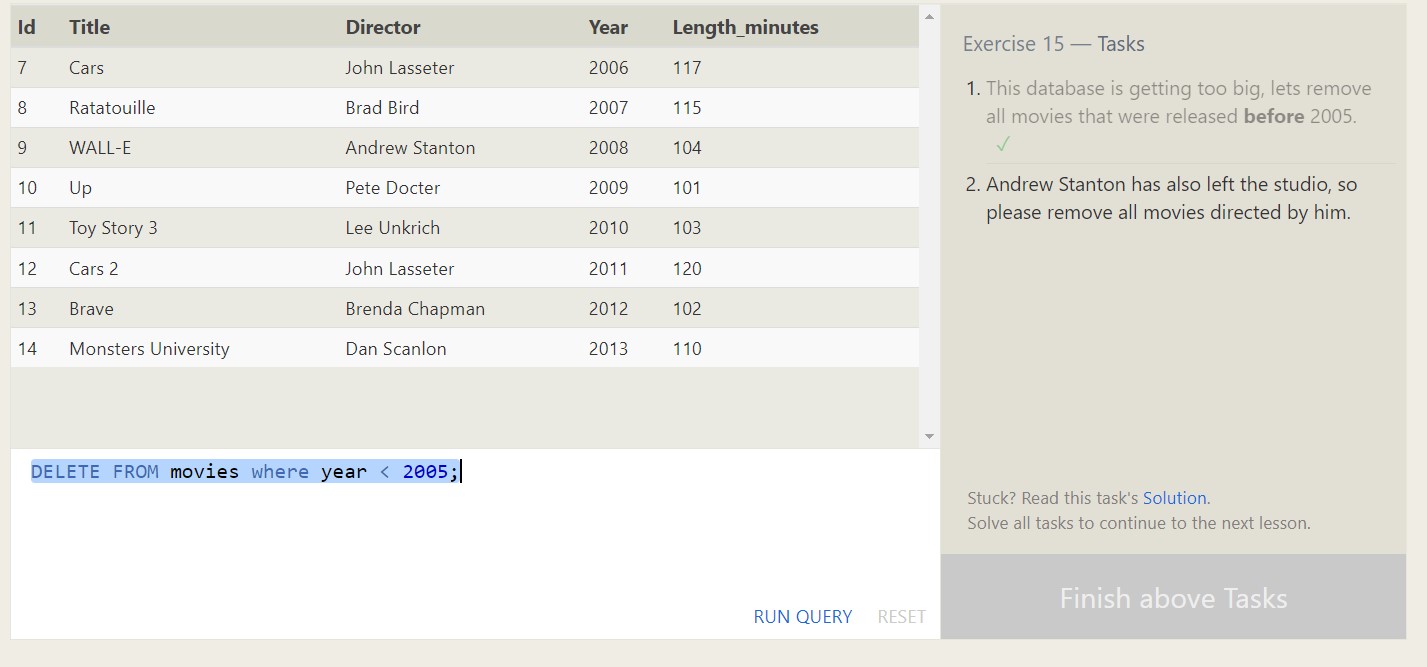 Id Title Director Year Length_minutes
7 Cars John Lasseter 2006 117
8 Ratatouille Brad Bird 2007 115
9 WALL-E Andrew Stanton 2008 104
10 Up Pete Docter 2009 101
11 Toy Story 3 Lee Unkrich 2010 103
12 Cars 2 John Lasseter 2011 120
13 Brave Brenda Chapman 2012 102
14 Monsters University Dan Scanlon 2013 110
DELETE FROM movies where year < 2005;
RUN QUERY RESET
Exercise 15 — Tasks
1. This database is getting too big, lets remove
all movies that were released before 2005.
✓
2. Andrew Stanton has also left the studio, so
please remove all movies directed by him.
Stuck? Read this task's Solution.
Solve all tasks to continue to the next lesson.
Finish above Tasks